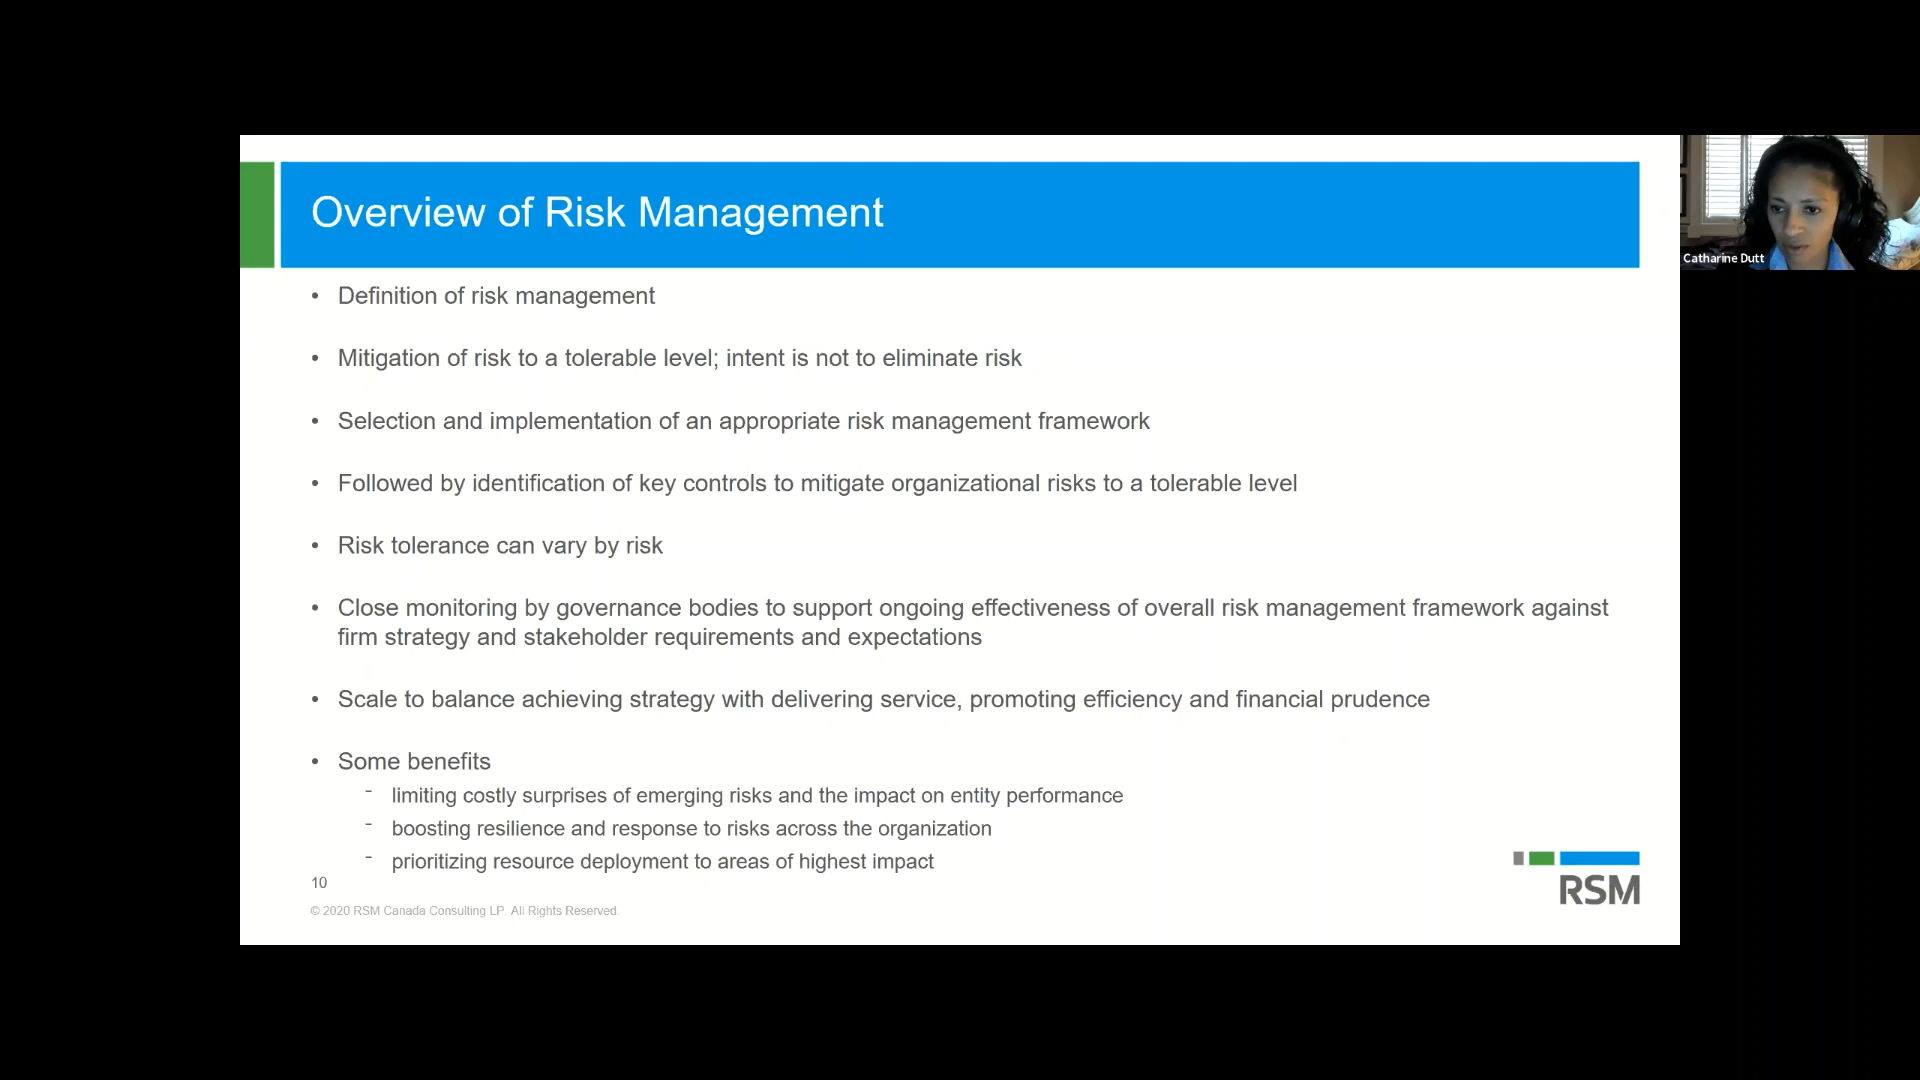 Overview of Risk Management
Catharine Dutt
• Definition of risk management
• Mitigation of risk to a tolerable level; intent is not to eliminate risk
• Selection and implementation of an appropriate risk management framework
• Followed by identification of key controls to mitigate organizational risks to a tolerable level
• Risk tolerance can vary by risk
• Close monitoring by governance bodies to support ongoing effectiveness of overall risk management framework against
firm strategy and stakeholder requirements and expectations
• Scale to balance achieving strategy with delivering service, promoting efficiency and financial prudence
• Some benefits
- limiting costly surprises of emerging risks and the impact on entity performance
- boosting resilience and response to risks across the organization
- prioritizing resource deployment to areas of highest impact
10
© 2020 RSM Canada Consulting LP. All Rights Reserved.
RSM